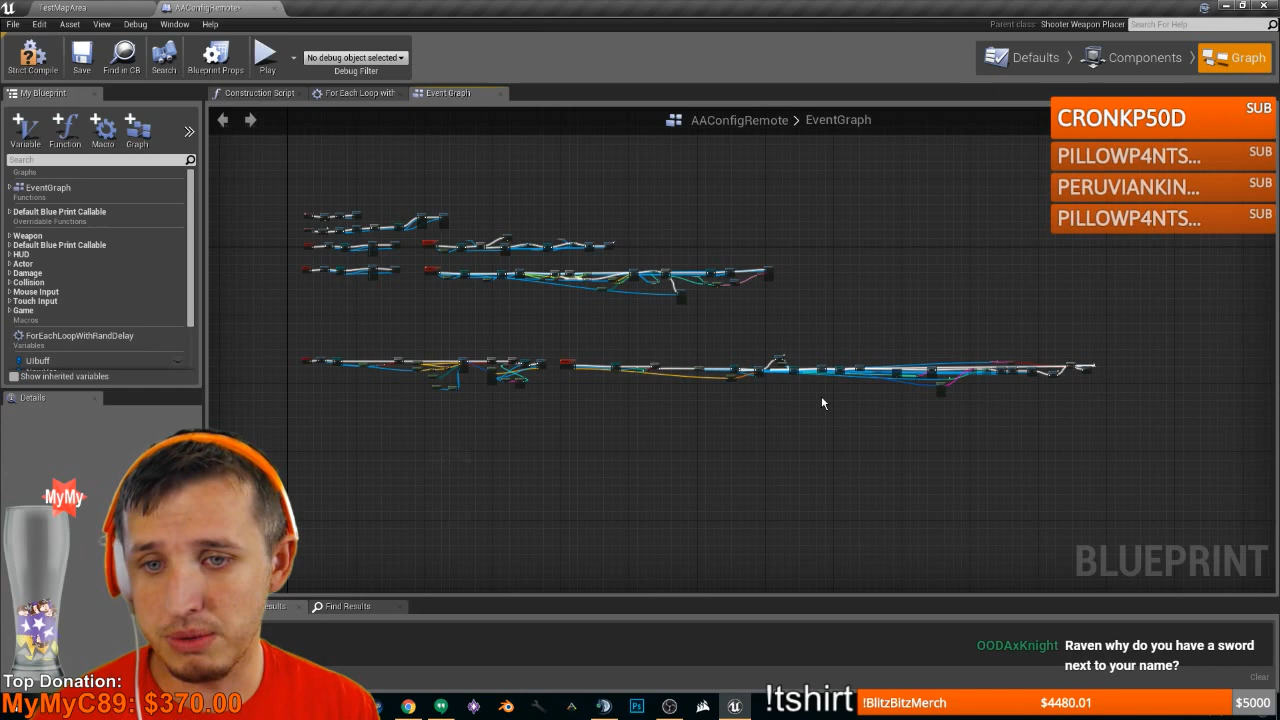 TestMapArea
AAConfigRemote*
File Edit Asset View Debug Window Help
Parent class: Shooter Weapon Placer
Search For Help
Strict Compile
Save
Find in CB
Search
Blueprint Props
Play
No debug object selected
Debug Filter
Defaults
Components
Graph
My Blueprint
Construction Script
For Each Loop with
Event Graph
Variable
Function
Macro
Graph
AAConfigRemote > EventGraph
Search
Graphs
EventGraph
Functions
Default Blue Print Callable
Overridable Functions
Weapon
Default Blue Print Callable
HUD
Actor
Damage
Collision
Mouse Input
Touch Input
Game
Macros
ForEachLoopWithRandDelay
Variables
UIbuff
Show inherited variables
Details
CRONKP50D SUB
PILLOWP4NTS... SUB
PERUVIANKIN... SUB
PILLOWP4NTS... SUB
BLUEPRINT
MyMy
Find Results
OODAxKnight Raven why do you have a sword
next to your name?
Clear
Top Donation:
MyMyC89: $370.00
!tshirt
!BlitzBitzMerch $4480.01 $5000